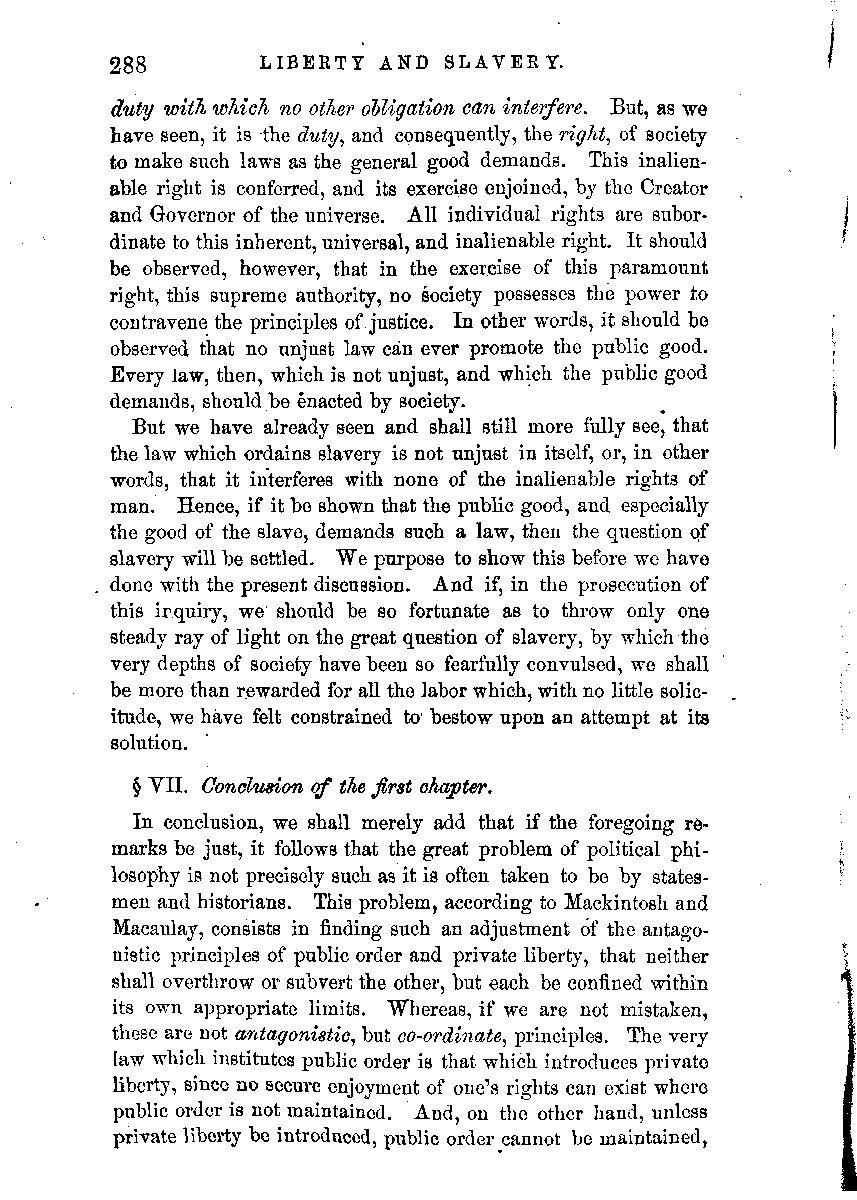 288 LIBERTY AND SLAVERY.
duty with which no other obligation can interfere. But, as we
have seen, it is the duty, and consequently, the right, of society
to make such laws as the general good demands. This inalien-
able right is conferred, and its exercise enjoined, by the Creator
and Governor of the universe. All individual rights are subor-
dinate to this inherent, universal, and inalienable right. It should
be observed, however, that in the exercise of this paramount
right, this supreme authority, no society possesses the power to
contravene the principles of justice. In other words, it should be
observed that no unjust law can ever promote the public good.
Every law, then, which is not unjust, and which the public good
demands, should be enacted by society.
But we have already seen and shall still more fully see, that
the law which ordains slavery is not unjust in itself, or, in other
words, that it interferes with none of the inalienable rights of
man. Hence, if it be shown that the public good, and especially
the good of the slave, demands such a law, then the question of
slavery will be settled. We purpose to show this before we have
done with the present discussion. And if, in the prosecution of
this inquiry, we should be so fortunate as to throw only one
steady ray of light on the great question of slavery, by which the
very depths of society have been so fearfully convulsed, we shall
be more than rewarded for all the labor which, with no little solic-
itude, we have felt constrained to bestow upon an attempt at its
solution.
§ VII. Conclusion of the first chapter.
In conclusion, we shall merely add that if the foregoing re-
marks be just, it follows that the great problem of political phi-
losophy is not precisely such as it is often taken to be by states-
men and historians. This problem, according to Mackintosh and
Macaulay, consists in finding such an adjustment of the antago-
nistic principles of public order and private liberty, that neither
shall overthrow or subvert the other, but each be confined within
its own appropriate limits. Whereas, if we are not mistaken,
these are not antagonistic, but co-ordinate, principles. The very
law which institutes public order is that which introduces private
liberty, since no secure enjoyment of one's rights can exist where
public order is not maintained. And, on the other hand, unless
private liberty be introduced, public order cannot be maintained,